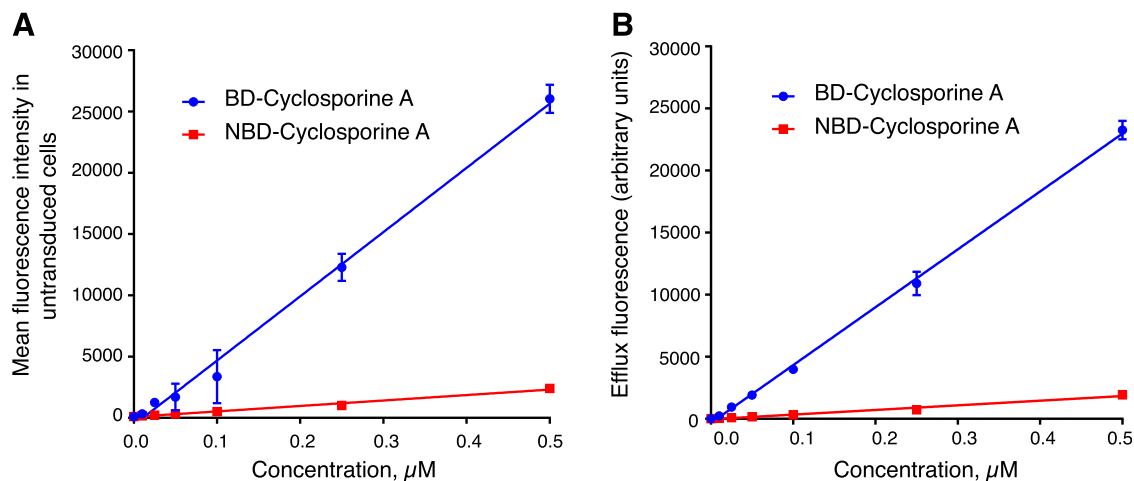 A
Mean fluorescence intensity in
untransduced cells
30000
25000
20000
15000
10000
5000
0
BD-Cyclosporine A
NBD-Cyclosporine A
0.0
0.1
0.2
0.3
0.4
0.5
Concentration, µM
B
Efflux fluorescence (arbitrary units)
30000
25000
20000
15000
10000
5000
0
BD-Cyclosporine A
NBD-Cyclosporine A
0.0
0.1
0.2
0.3
0.4
0.5
Concentration, µM